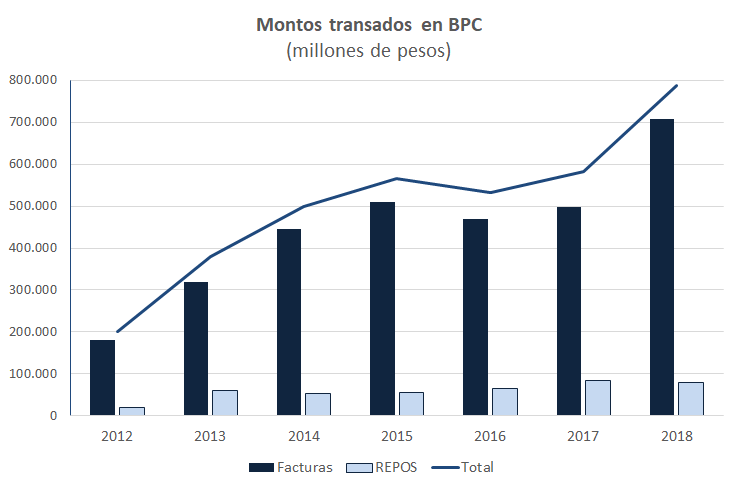 Montos transados en BPC
(millones de pesos)
800.000
700.000
600.000
500.000
400.000
300.000
200.000
100.000
0
2012 2013 2014 2015 2016 2017 2018
Facturas REPOS Total